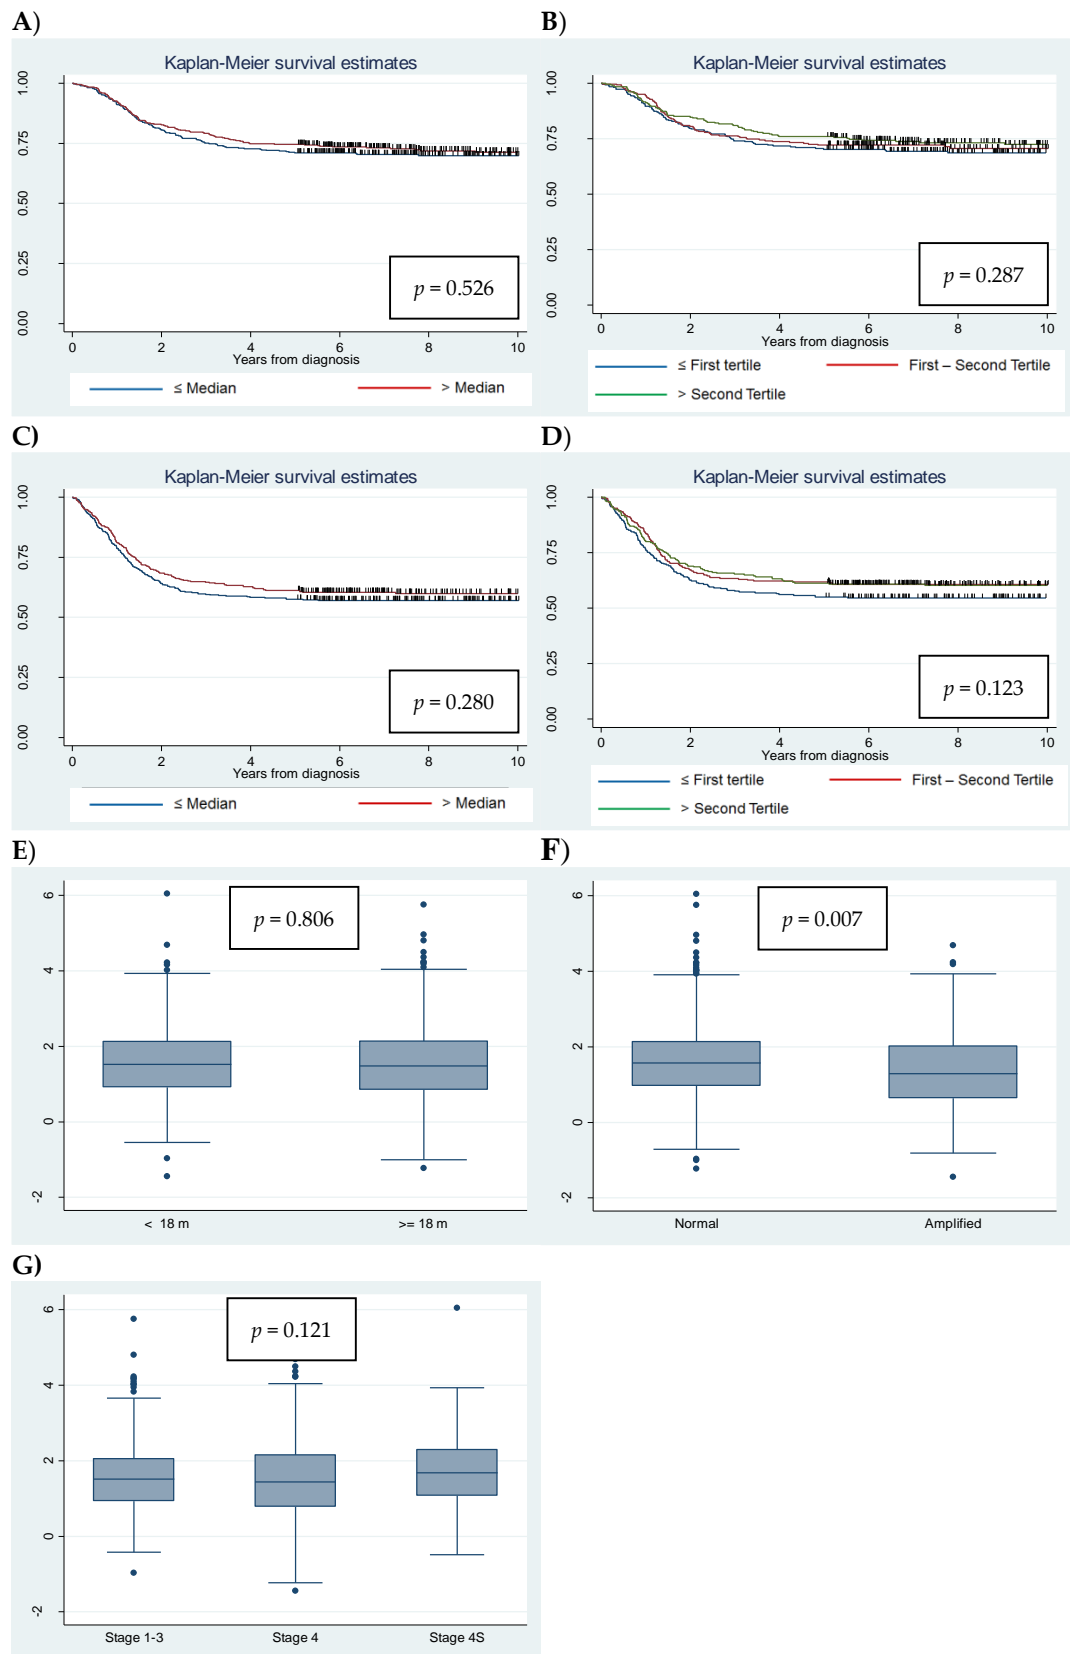 A)
Kaplan-Meier survival estimates
1.00
0.75
0.50
0.25
0.00
p = 0.526
0 2 4 6 8 10
Years from diagnosis
≤ Median > Median
B)
Kaplan-Meier survival estimates
1.00
0.75
0.50
0.25
0.00
p = 0.287
0 2 4 6 8 10
Years from diagnosis
≤ First tertile First – Second Tertile
> Second Tertile
C)
Kaplan-Meier survival estimates
1.00
0.75
0.50
0.25
0.00
p = 0.280
0 2 4 6 8 10
Years from diagnosis
≤ Median > Median
D)
Kaplan-Meier survival estimates
1.00
0.75
0.50
0.25
0.00
p = 0.123
0 2 4 6 8 10
Years from diagnosis
≤ First tertile First – Second Tertile
> Second Tertile
E)
p = 0.806
6
4
2
0
-2
< 18 m >= 18 m
F)
p = 0.007
6
4
2
0
-2
Normal Amplified
G)
p = 0.121
6
4
2
0
-2
Stage 1-3 Stage 4 Stage 4S